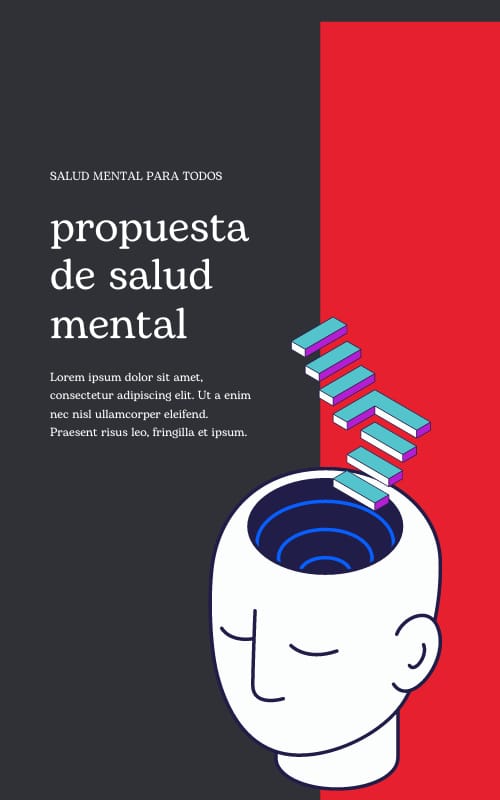 SALUD MENTAL PARA TODOS
propuesta
de salud
mental
Lorem ipsum dolor sit amet,
consectetur adipiscing elit. Ut a enim
nec nisl ullamcorper eleifend.
Praesent risus leo, fringilla et ipsum.